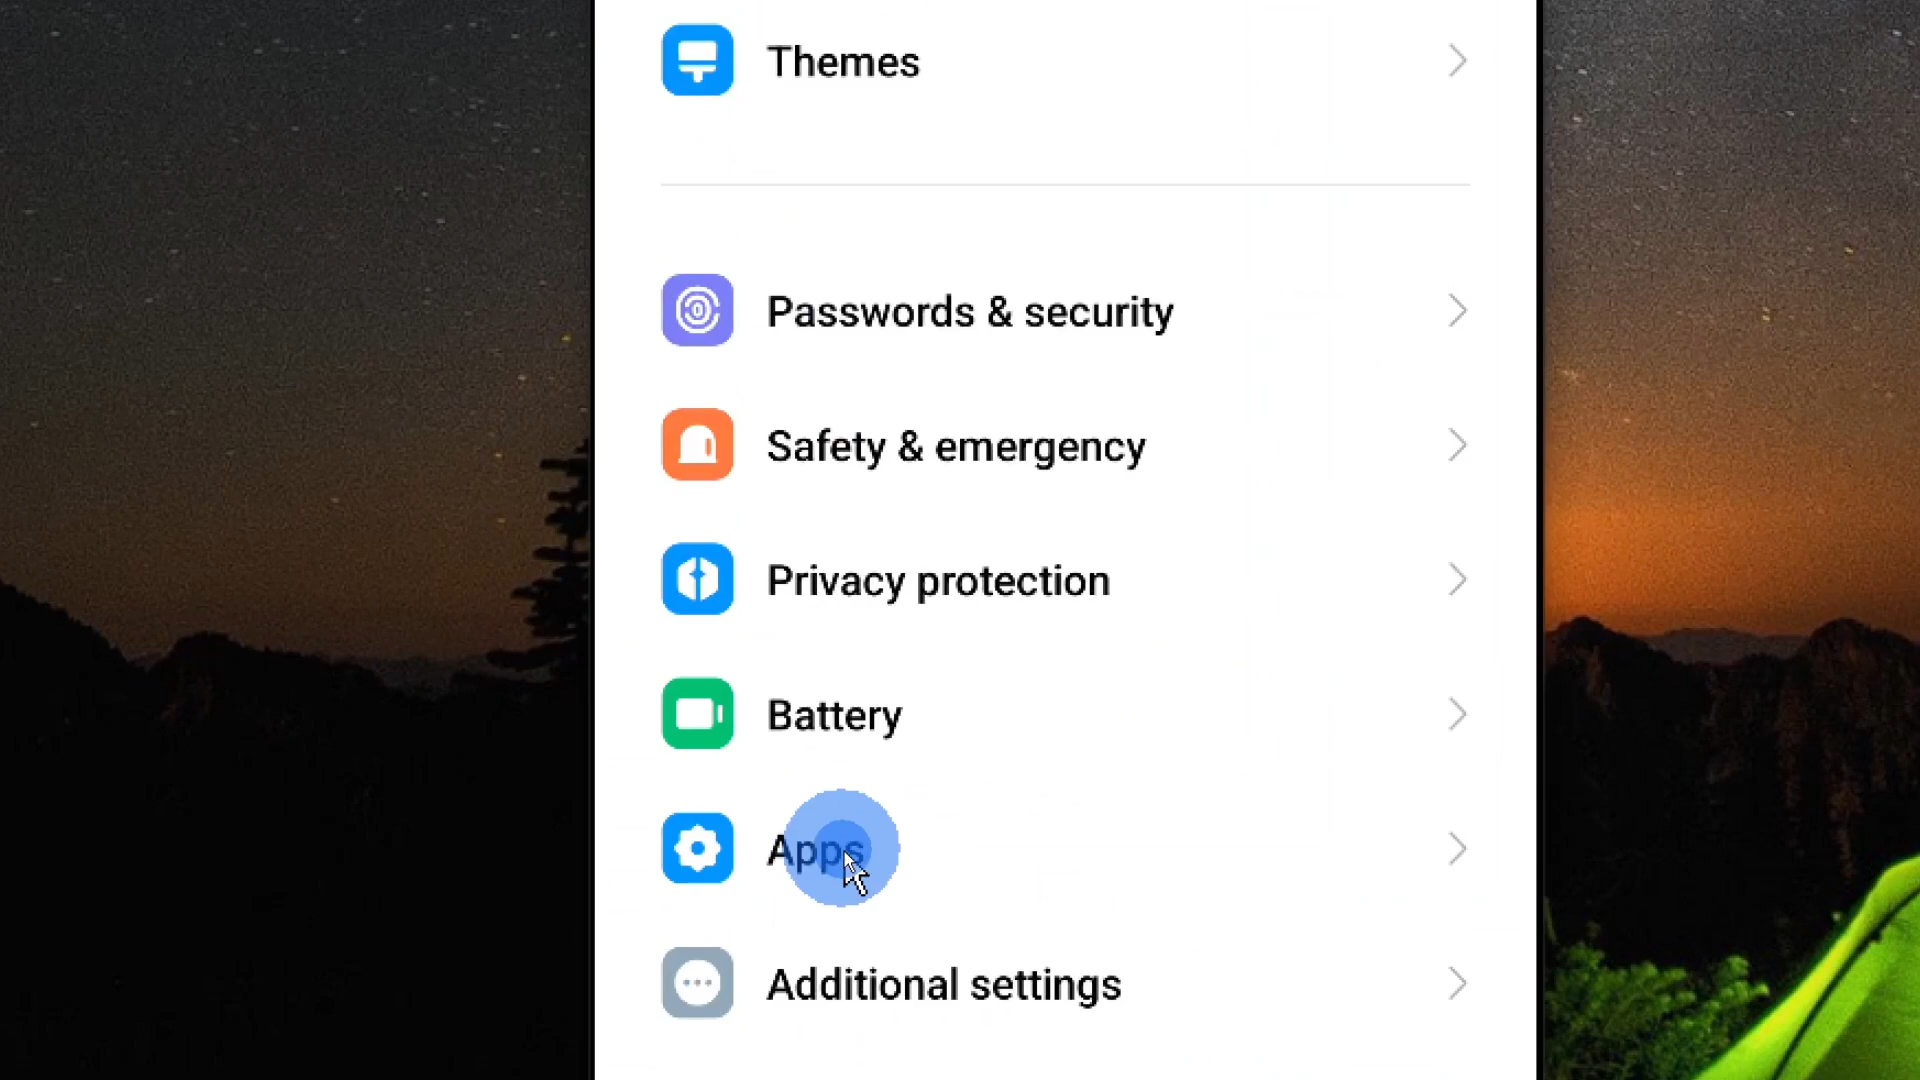 Themes
Passwords & security
Safety & emergency
Privacy protection
Battery
Apps
Additional settings